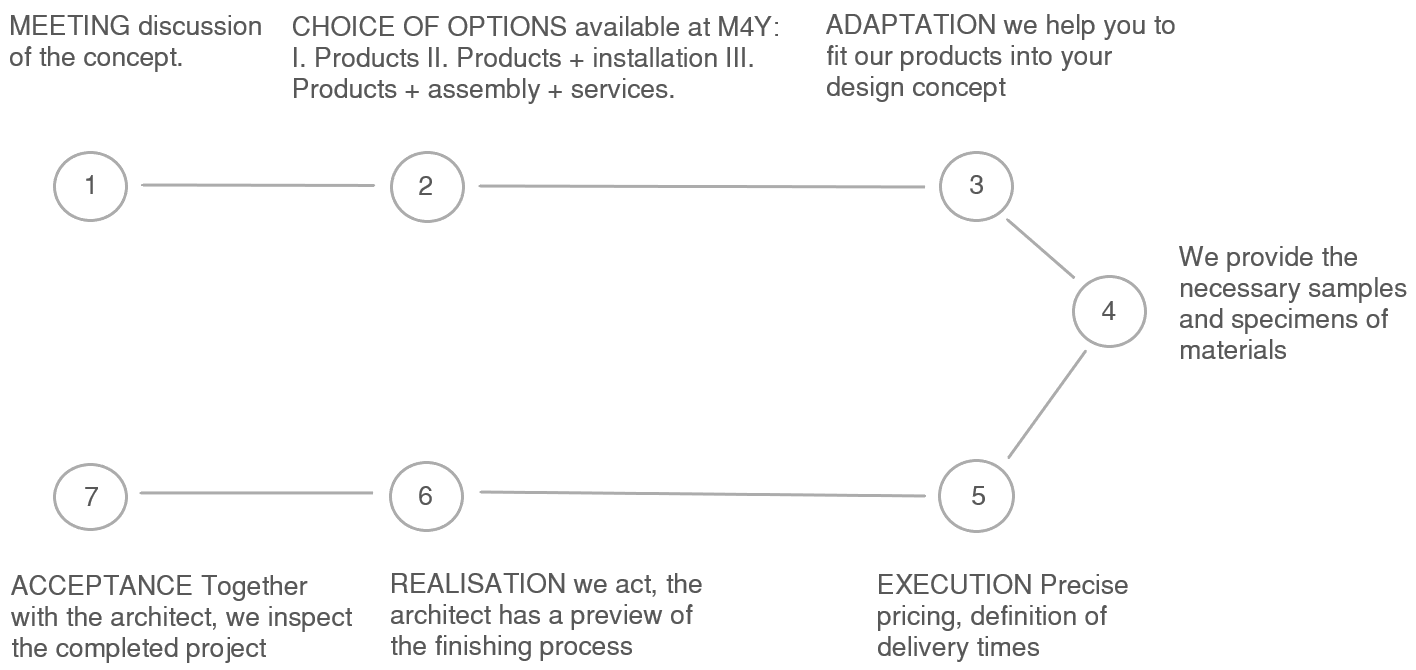 MEETING discussion
of the concept.
CHOICE OF OPTIONS available at M4Y:
I. Products II. Products + installation III.
Products + assembly + services.
ADAPTATION we help you to
fit our products into your
design concept
1
2
3
We provide the
necessary samples
and specimens of
materials
4
7
6
5
ACCEPTANCE Together
with the architect, we inspect
the completed project
REALISATION we act, the
architect has a preview of
the finishing process
EXECUTION Precise
pricing, definition of
delivery times